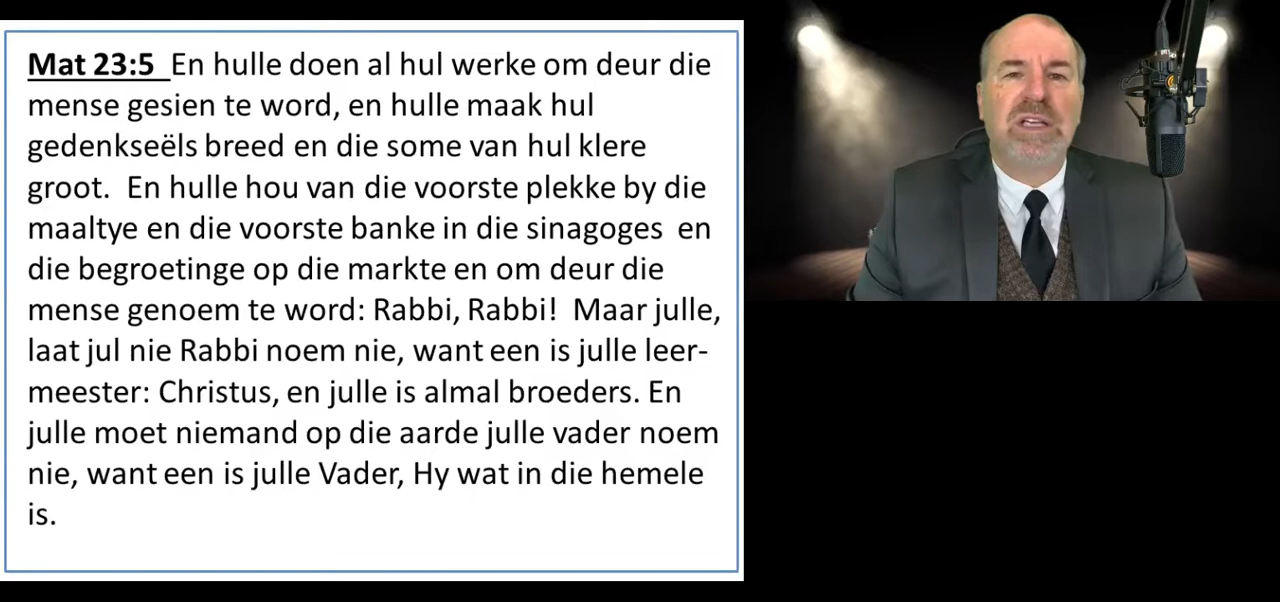 Mat 23:5 En hulle doen al hul werke om deur die
mense gesien te word, en hulle maak hul
gedenkseëls breed en die some van hul klere
groot. En hulle hou van die voorste plekke by die
maaltye en die voorste banke in die sinagoges en
die begroetinge op die markte en om deur die
mense genoem te word: Rabbi, Rabbi! Maar julle,
laat jul nie Rabbi noem nie, want een is julle leer-
meester: Christus, en julle is almal broeders. En
julle moet niemand op die aarde julle vader noem
nie, want een is julle Vader, Hy wat in die hemele
is.